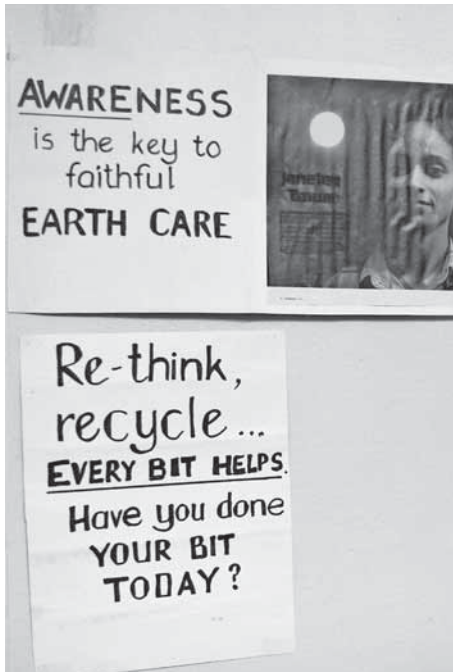 AWARENESS
is the key to
faithful
EARTH CARE
Re-think,
recycle...
EVERY BIT HELPS.
Have you done
YOUR BIT
TODAY?